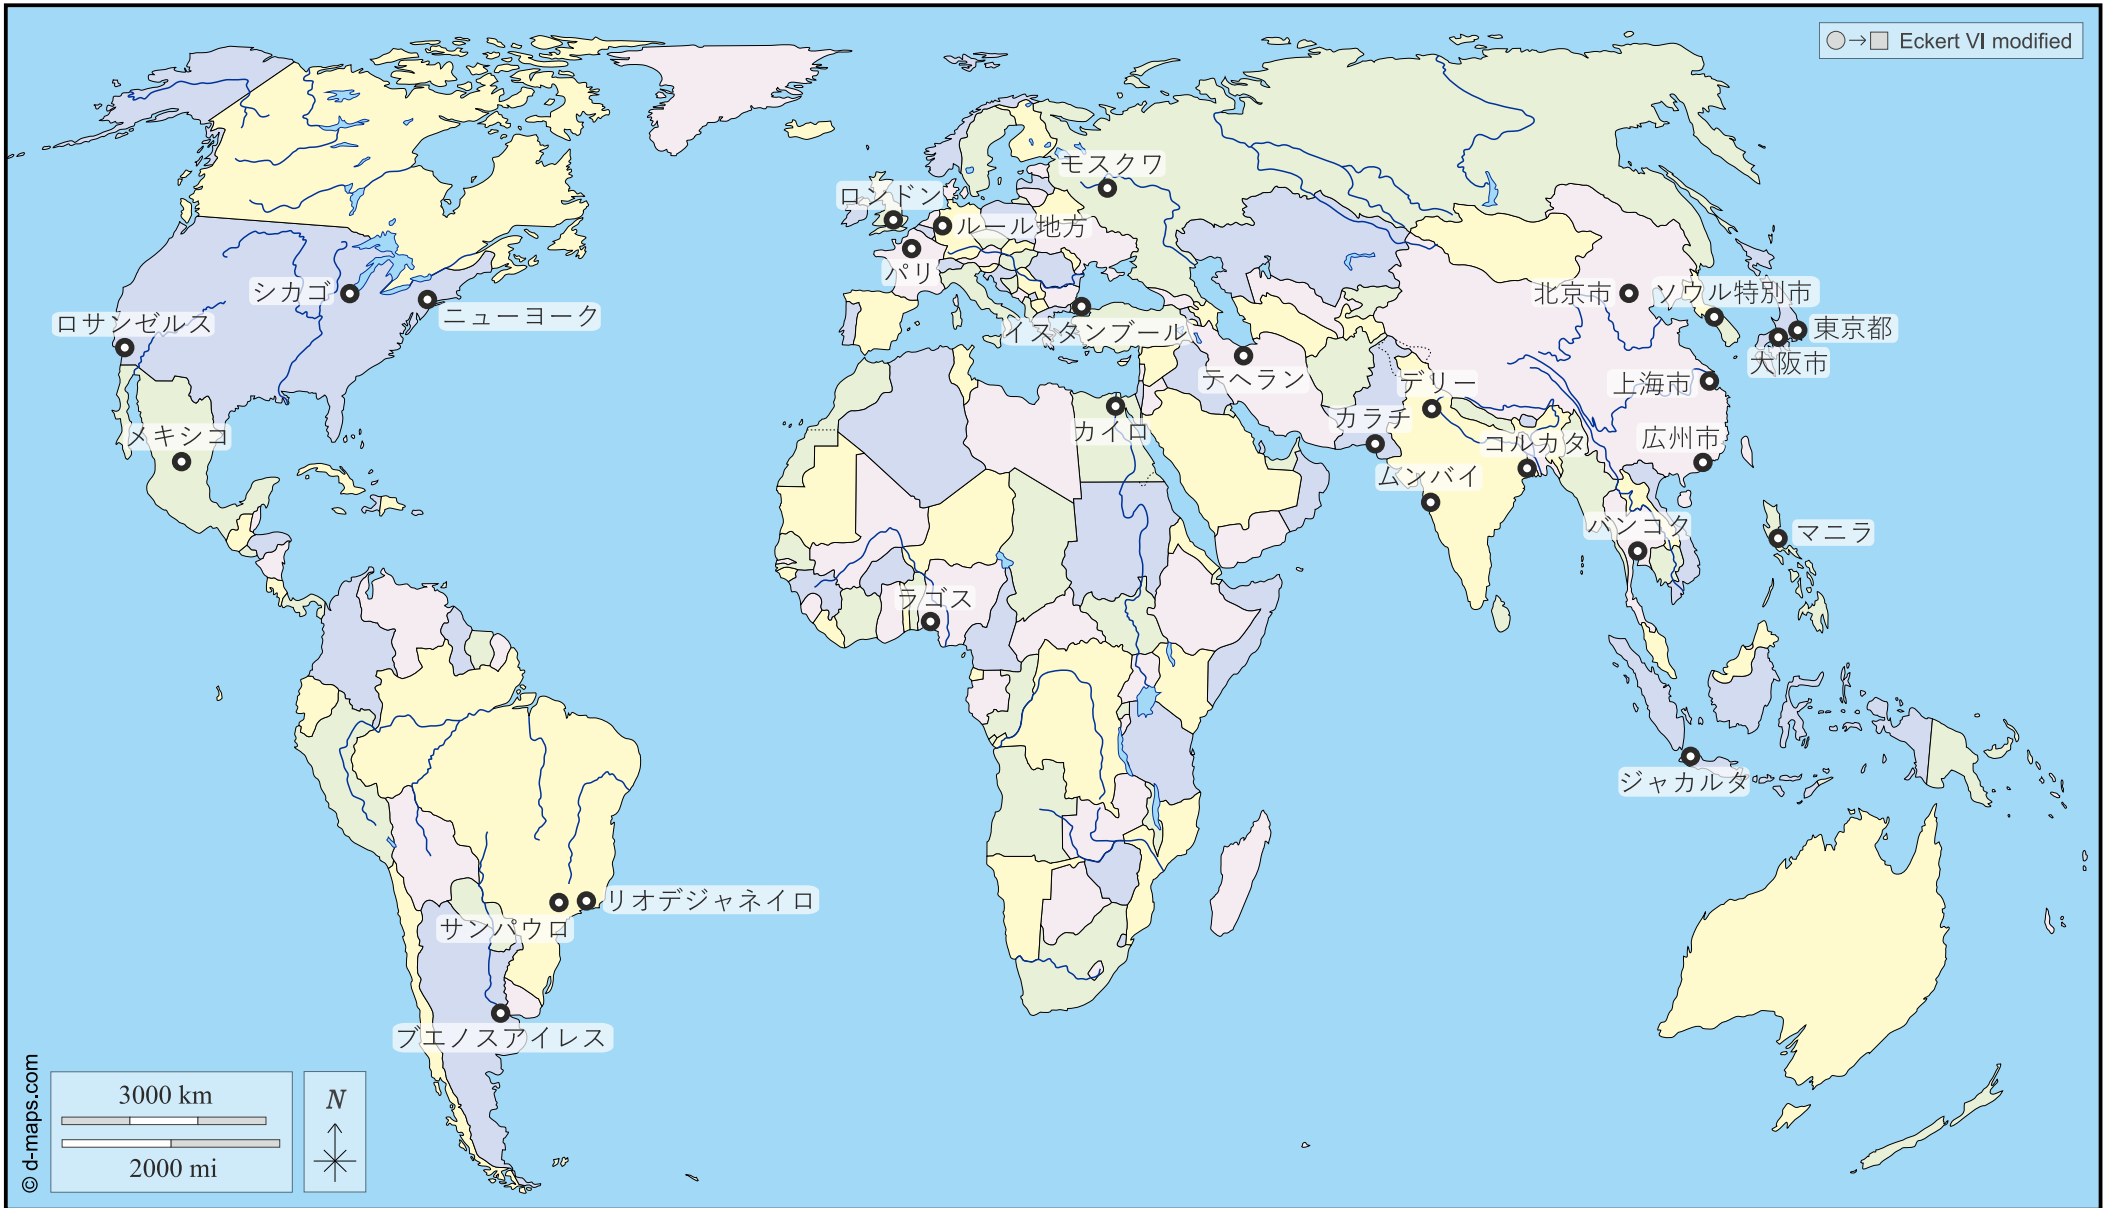 Eckert VI modified
モスクワ
ロンドン
ルール地方
パリ
シカゴ
ニューヨーク
ロサンゼルス
イスタンブール
北京市
ソウル特別市
東京都
大阪市
テヘラン
デリー
上海市
カラチ
カイロ
メキシコ
コルカタ
広州市
ムンバイ
バンコク
マニラ
ラゴス
ジャカルタ
リオデジャネイロ
サンパウロ
ブエノスアイレス
3000 km
2000 mi
N
© d-maps.com